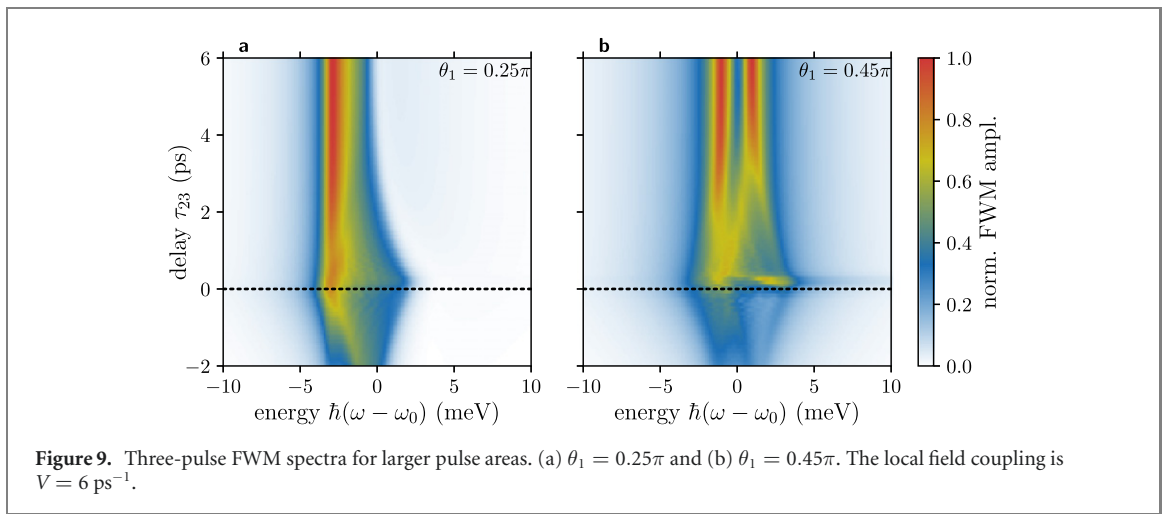 a
b
θ₁ = 0.25π
θ₁ = 0.45π
6
4
2
0
−2
delay τ₂₃ (ps)
−10 −5 0 5 10
−10 −5 0 5 10
energy ħ(ω − ω₀) (meV)
energy ħ(ω − ω₀) (meV)
1.0
0.8
0.6
0.4
0.2
0.0
norm. FWM ampl.
Figure 9. Three-pulse FWM spectra for larger pulse areas. (a) θ₁ = 0.25π and (b) θ₁ = 0.45π. The local field coupling is
V = 6 ps⁻¹.